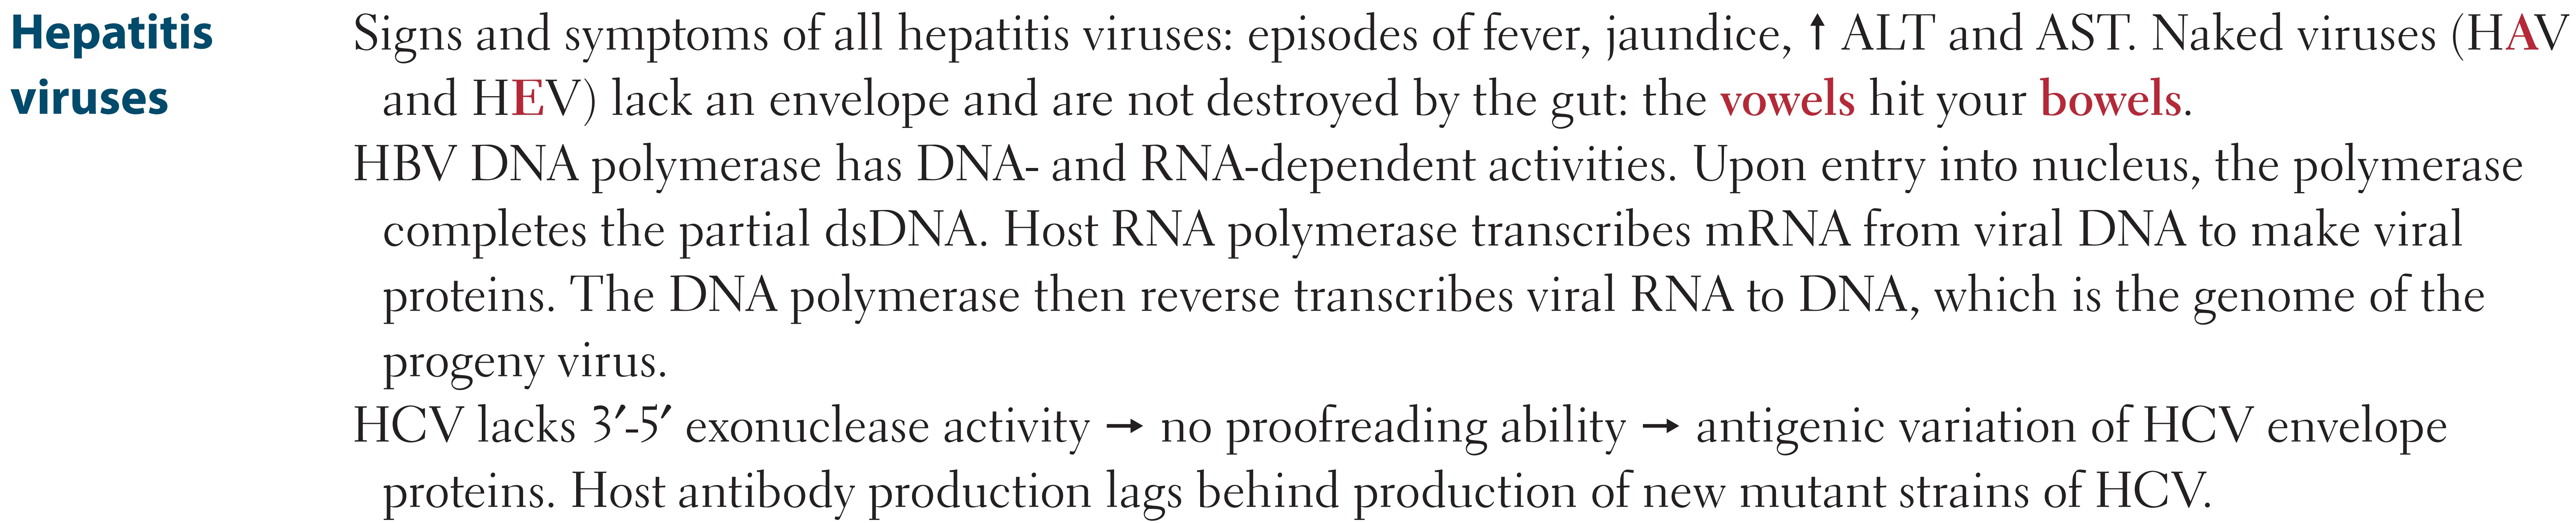 Hepatitis
viruses
Signs and symptoms of all hepatitis viruses: episodes of fever, jaundice, ↑ ALT and AST. Naked viruses (HAV
and HEV) lack an envelope and are not destroyed by the gut: the vowels hit your bowels.
HBV DNA polymerase has DNA- and RNA-dependent activities. Upon entry into nucleus, the polymerase
completes the partial dsDNA. Host RNA polymerase transcribes mRNA from viral DNA to make viral
proteins. The DNA polymerase then reverse transcribes viral RNA to DNA, which is the genome of the
progeny virus.
HCV lacks 3′-5′ exonuclease activity → no proofreading ability → antigenic variation of HCV envelope
proteins. Host antibody production lags behind production of new mutant strains of HCV.